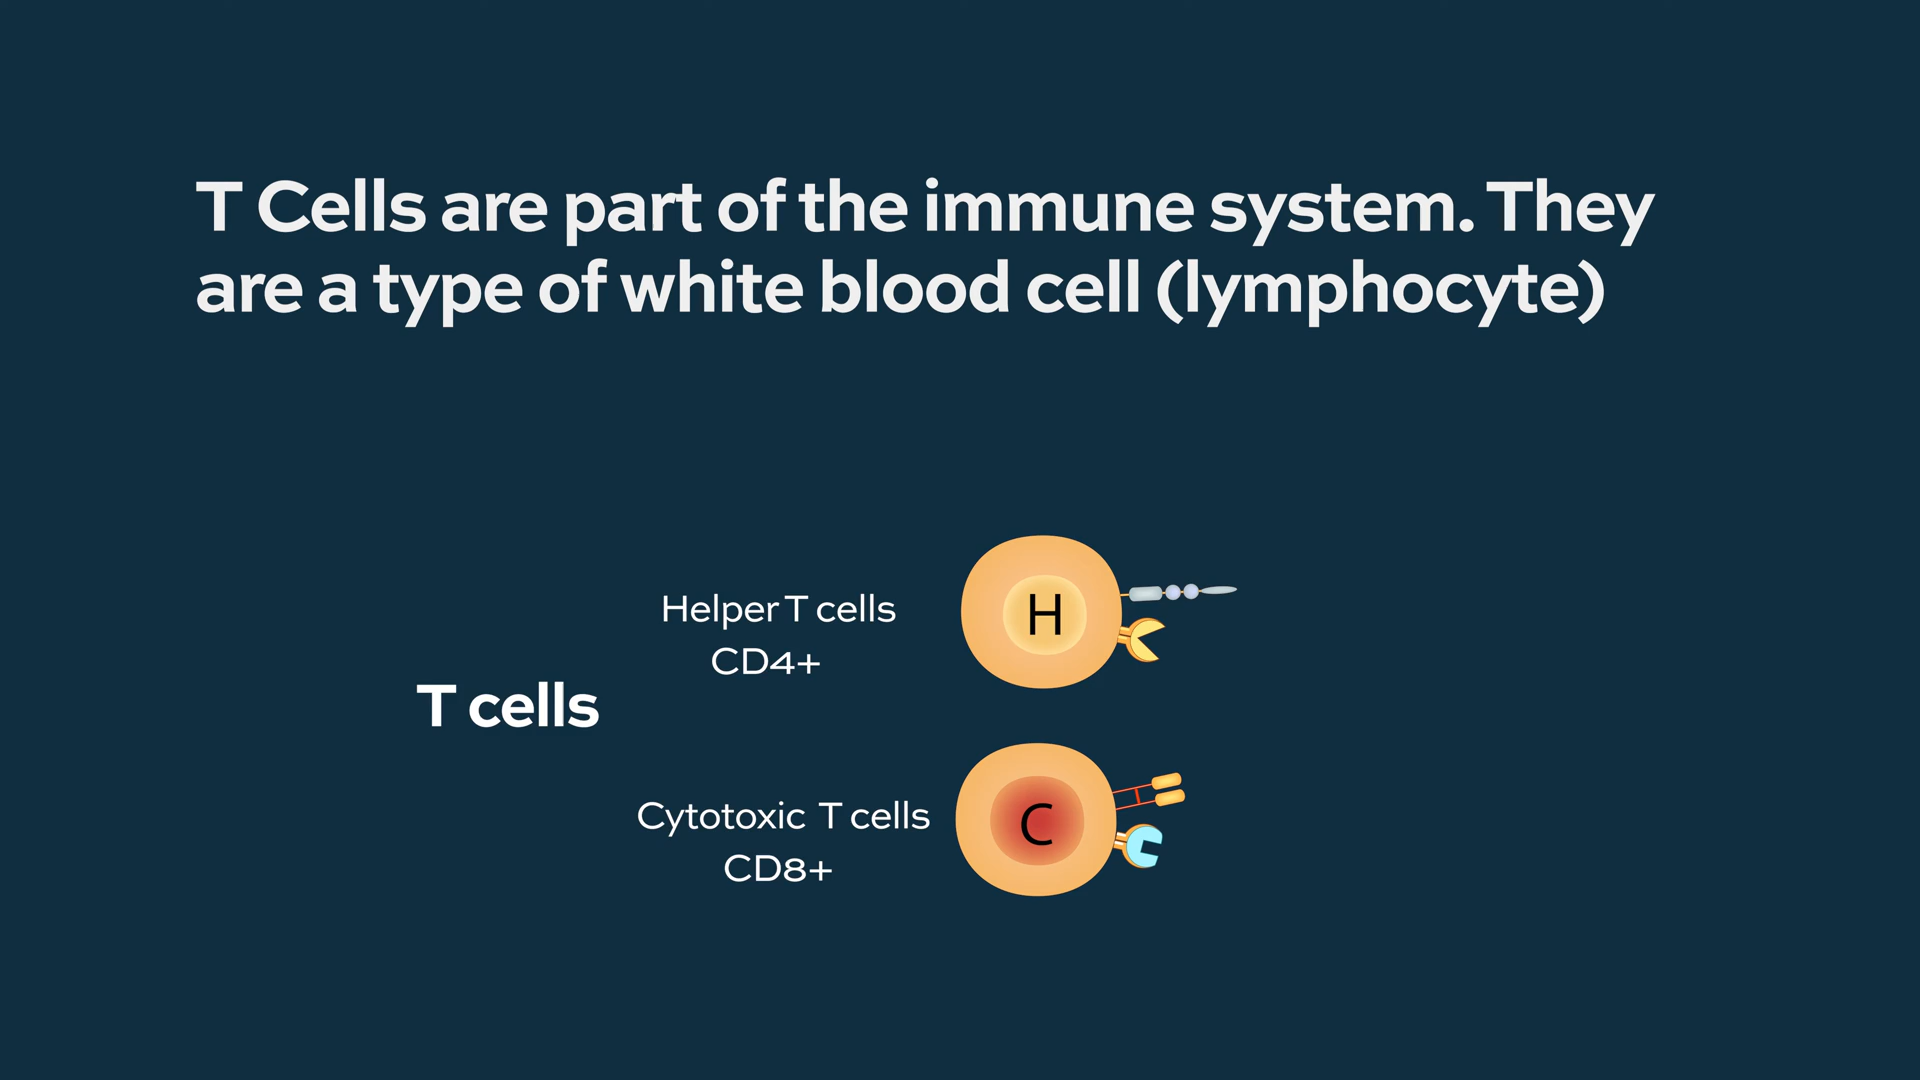 T Cells are part of the immune system. They
are a type of white blood cell (lymphocyte)
T cells
Helper T cells
CD4+
H
Cytotoxic T cells
CD8+
C